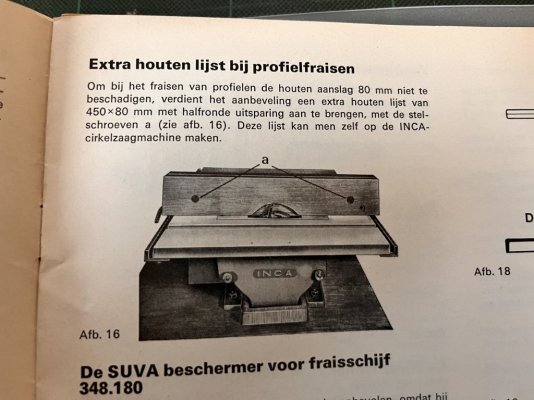 Extra houten lijst bij profielfraisen
Om bij het fraisen van profielen de houten aanslag 80 mm niet te
beschadigen, verdient het aanbeveling een extra houten lijst van
450×80 mm met halfronde uitsparing aan te brengen, met de stel-
schroeven a (zie afb. 16). Deze lijst kan men zelf op de INCA-
cirkelzaagmachine maken.
a
INCA
Afb. 16
De SUVA beschermer voor fraisschijf
348.180
omdat hij
D
Afb. 18